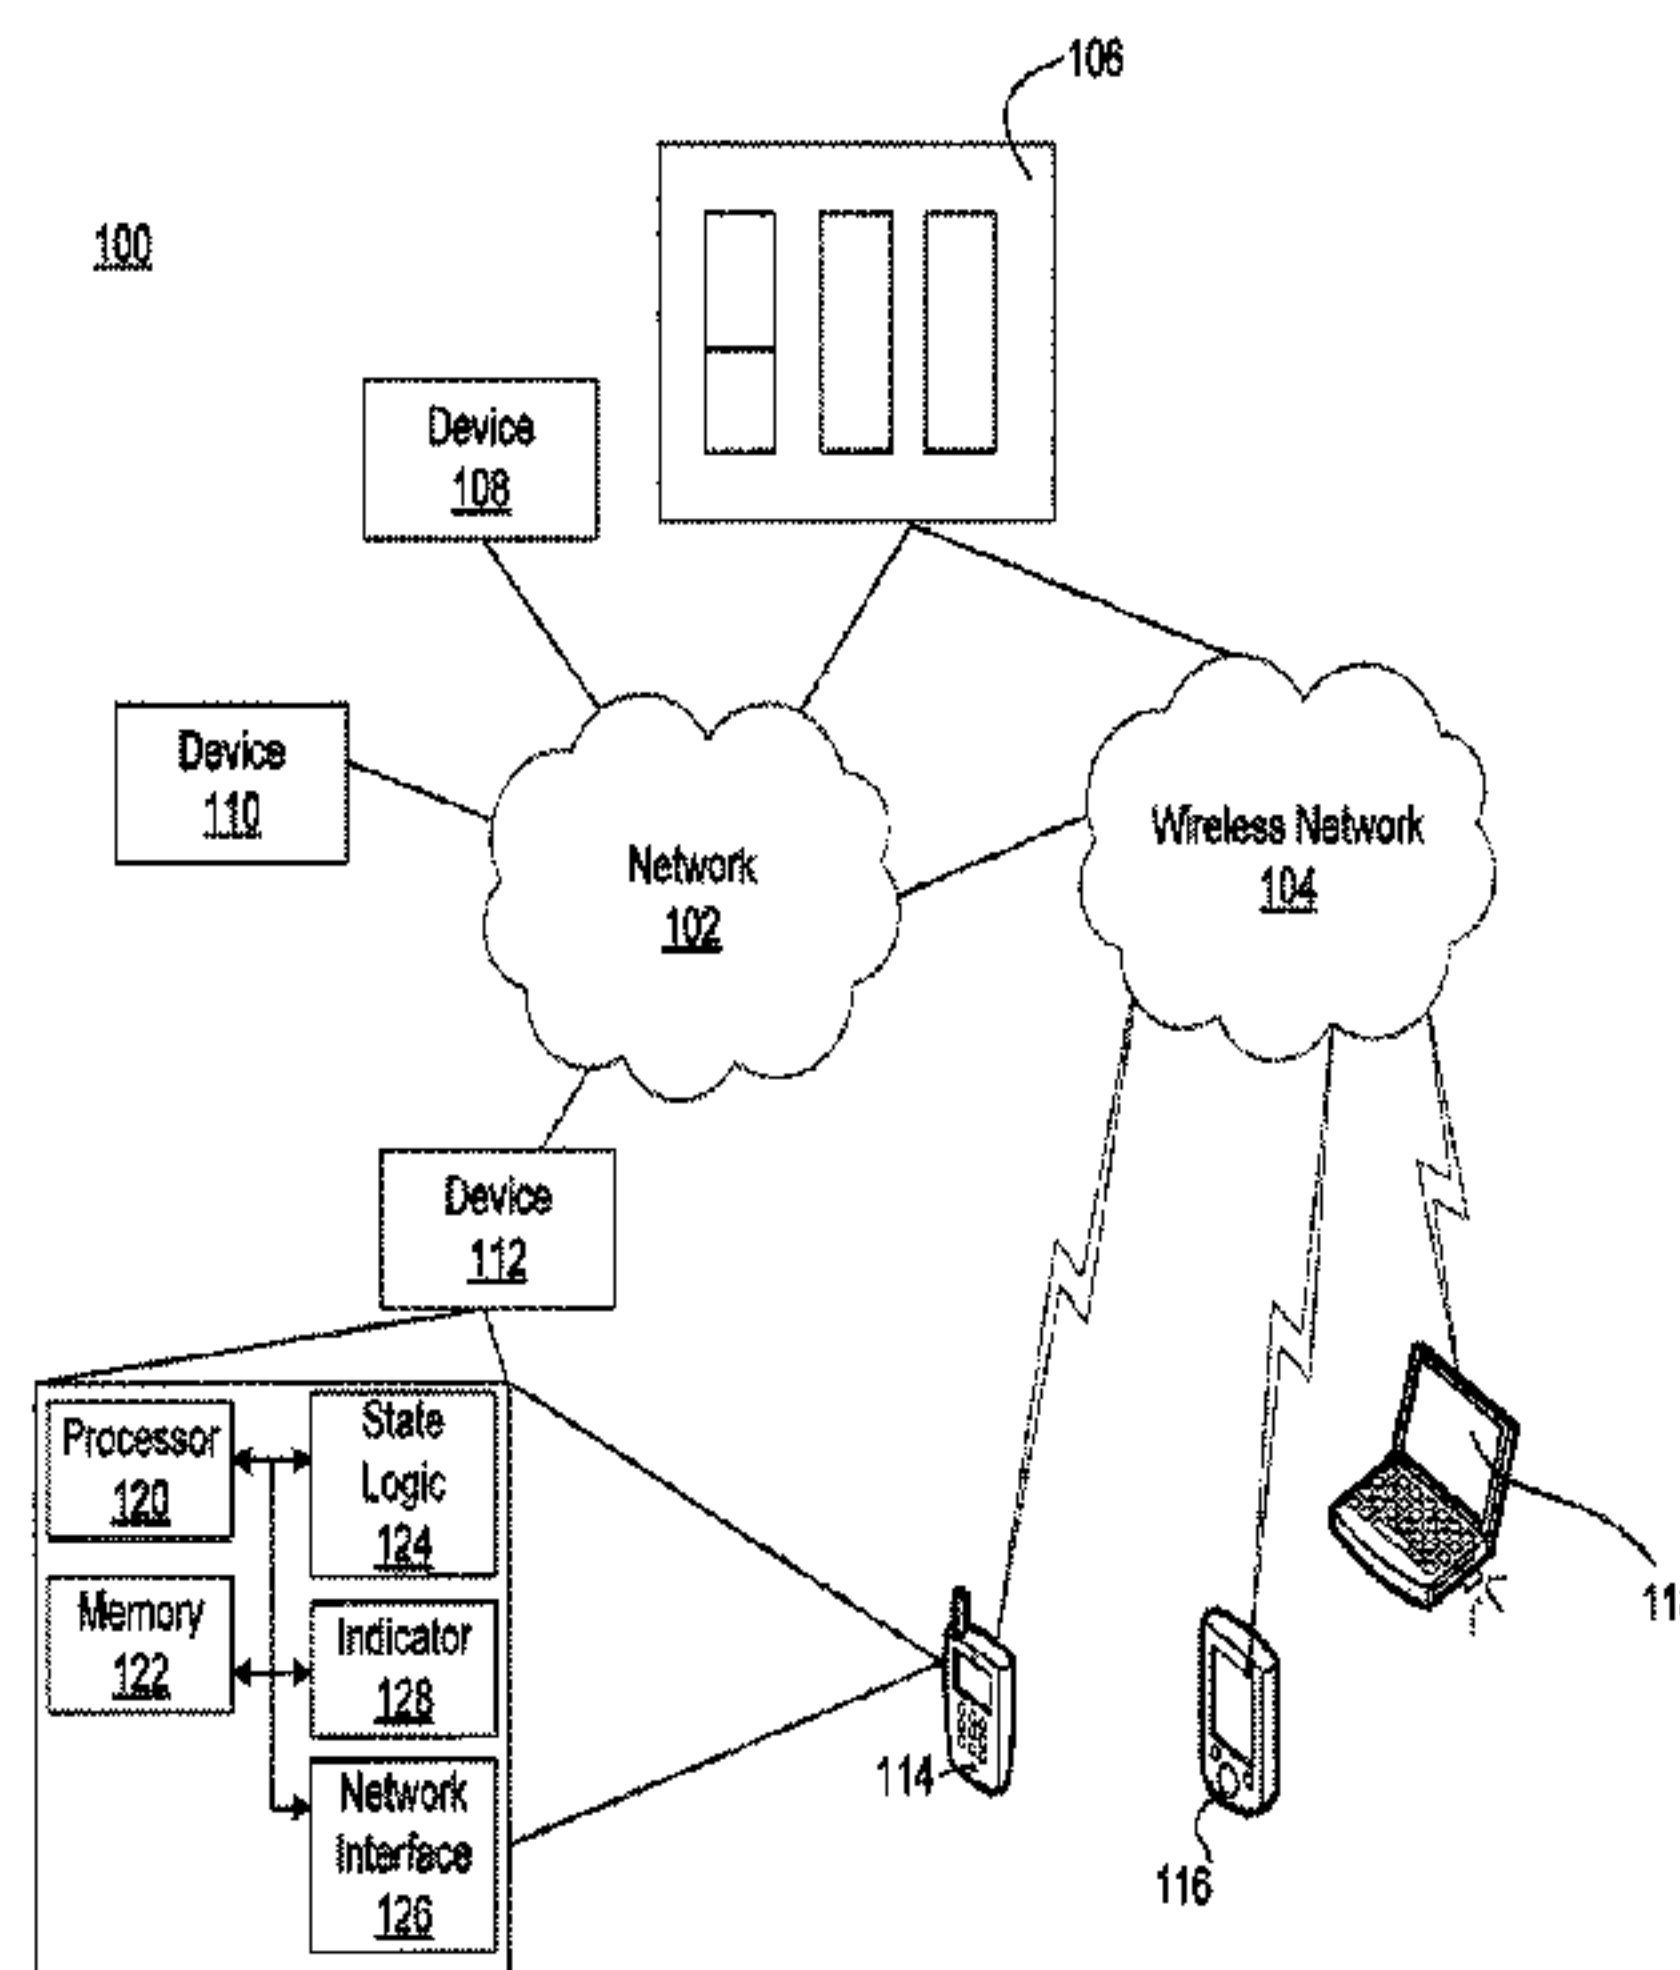 106
100
Device
108
Device
110
Network
102
Wireless Network
104
Device
112
Processor
120
State
Logic
124
Memory
122
Indicator
128
Network
Interface
126
114
116
11